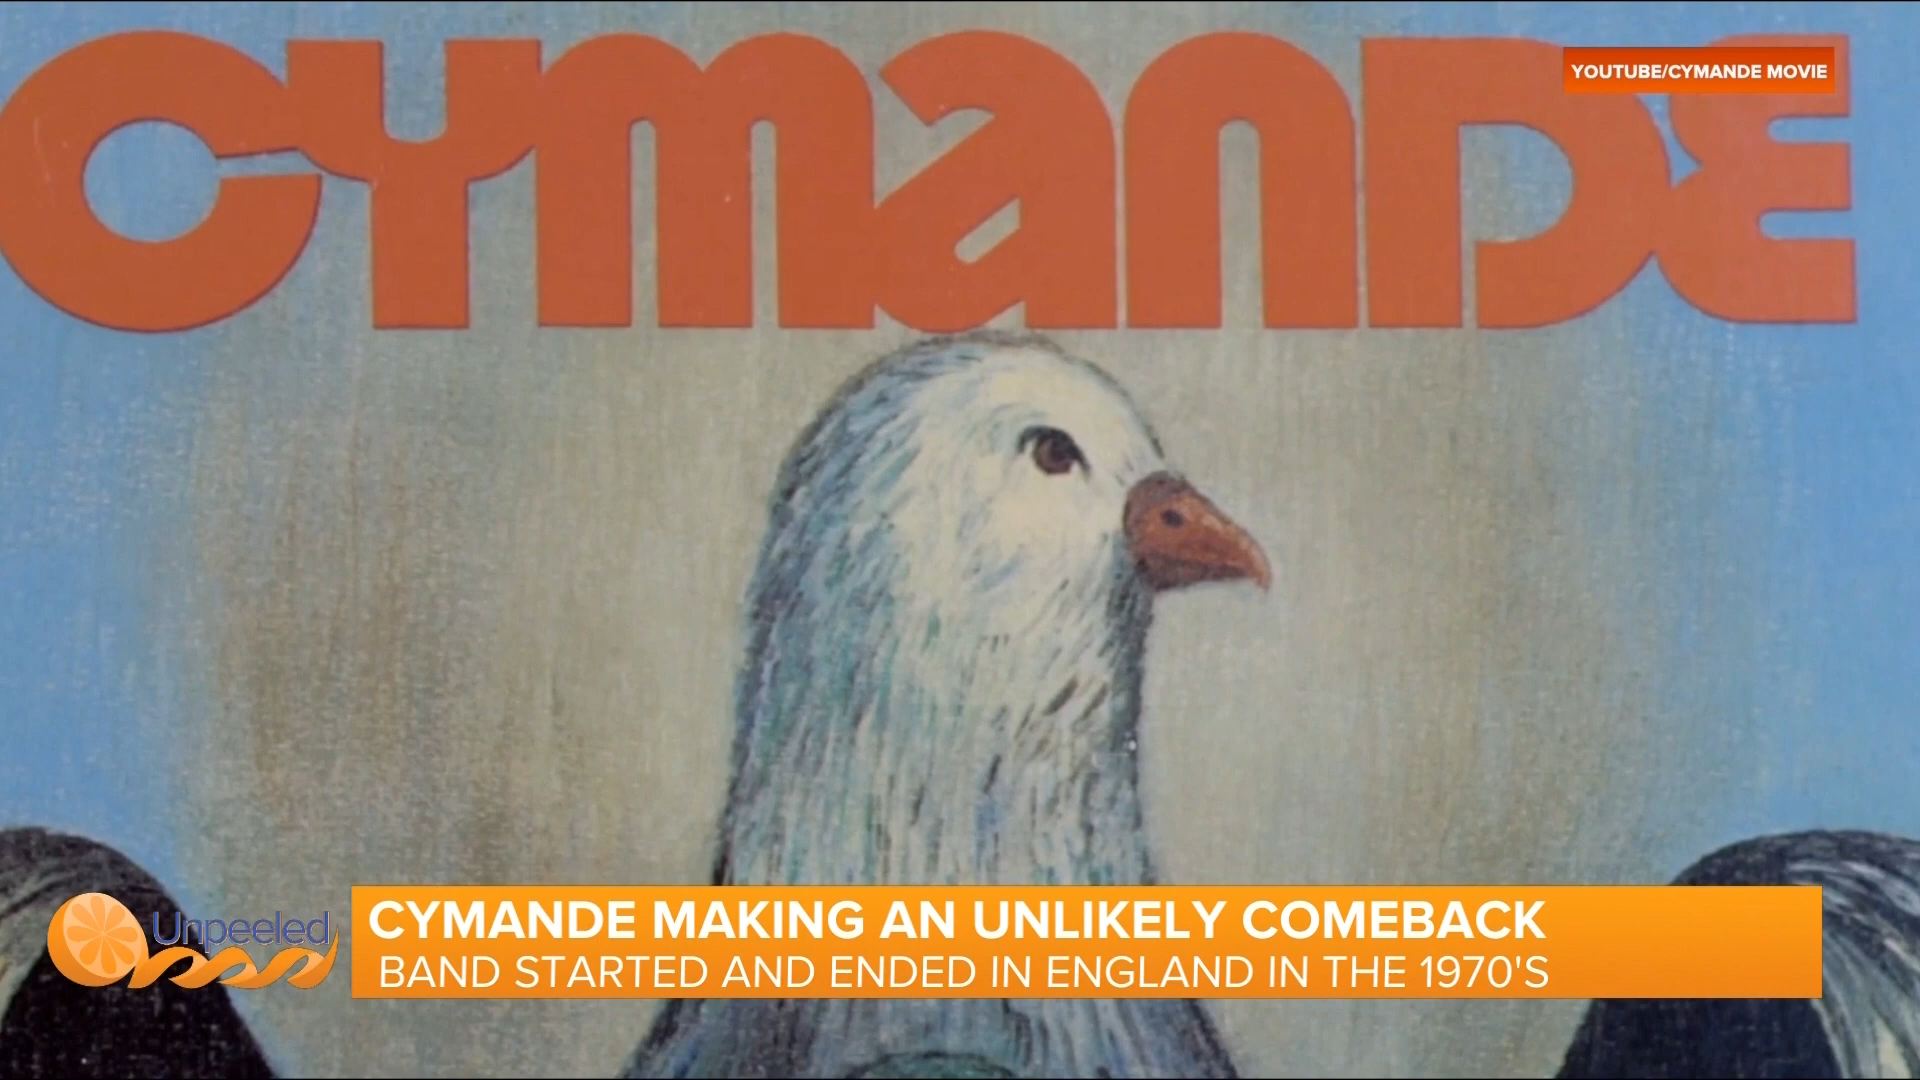 CYMANDE
YOUTUBE/CYMANDE MOVIE
Unpeeled
CYMANDE MAKING AN UNLIKELY COMEBACK
BAND STARTED AND ENDED IN ENGLAND IN THE 1970'S